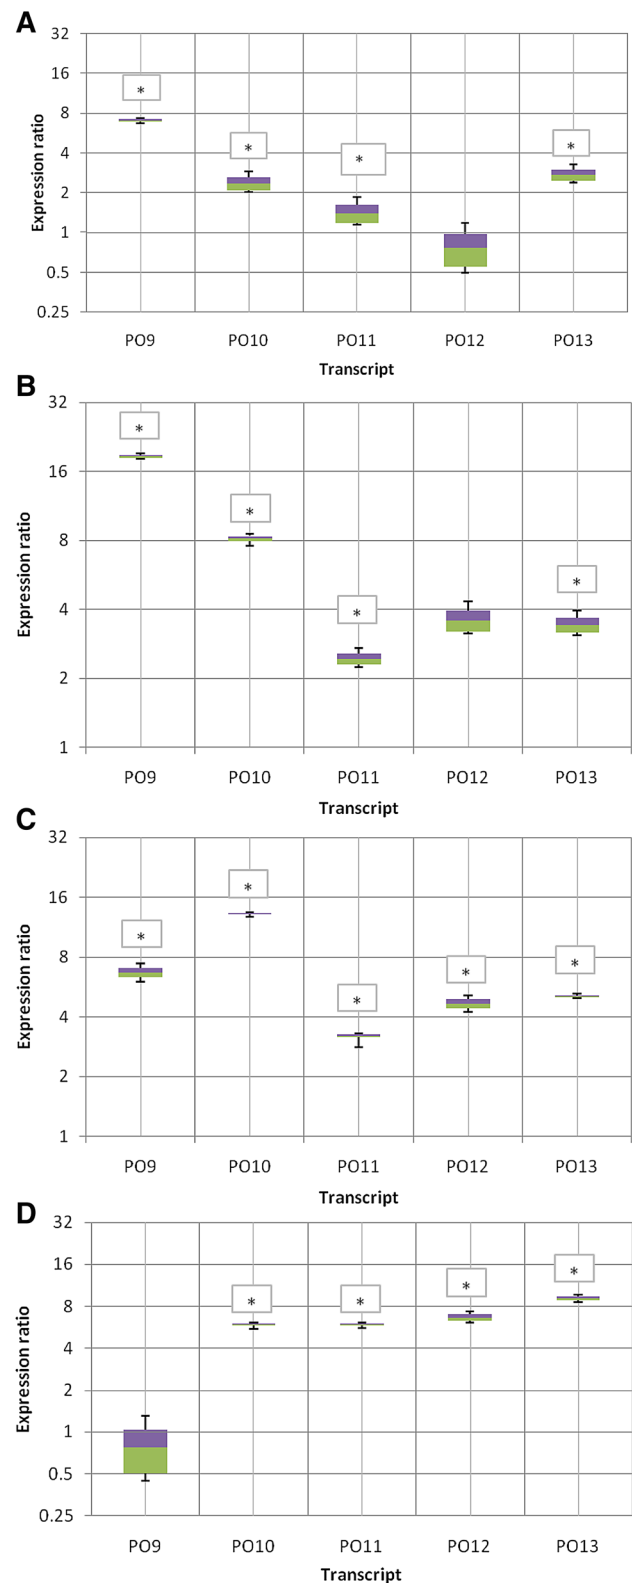 A
32
16
8
4
2
1
0.5
0.25
Expression ratio
*
*
*
*
PO9 PO10 PO11 PO12 PO13
Transcript
B
32
16
8
4
2
1
Expression ratio
*
*
*
*
PO9 PO10 PO11 PO12 PO13
Transcript
C
32
16
8
4
2
1
Expression ratio
*
*
*
*
*
PO9 PO10 PO11 PO12 PO13
Transcript
D
32
16
8
4
2
1
0.5
0.25
Expression ratio
*
*
*
*
PO9 PO10 PO11 PO12 PO13
Transcript